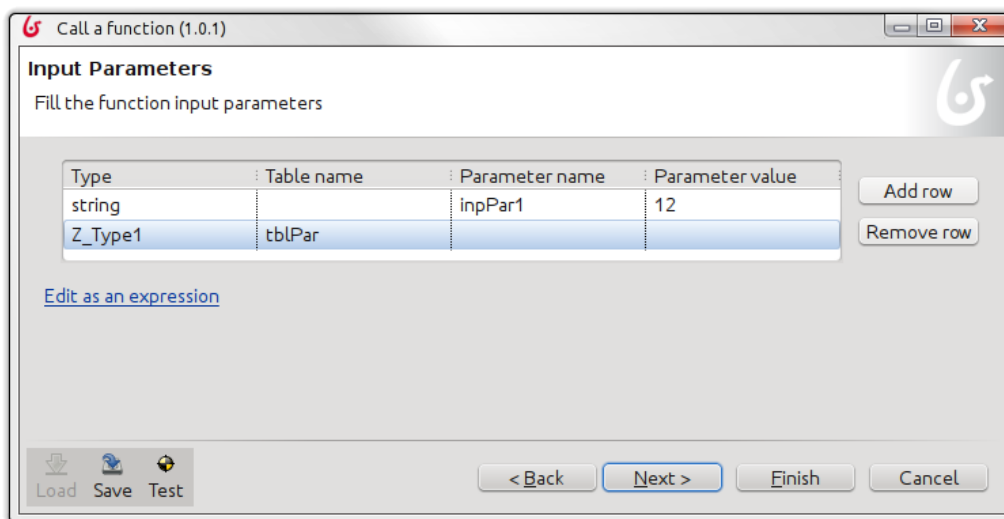 Call a function (1.0.1)
Input Parameters
Fill the function input parameters
Type Table name Parameter name Parameter value
string inpPar1 12
Z_Type1 tblPar
Add row
Remove row
Edit as an expression
Load Save Test
< Back Next > Finish Cancel